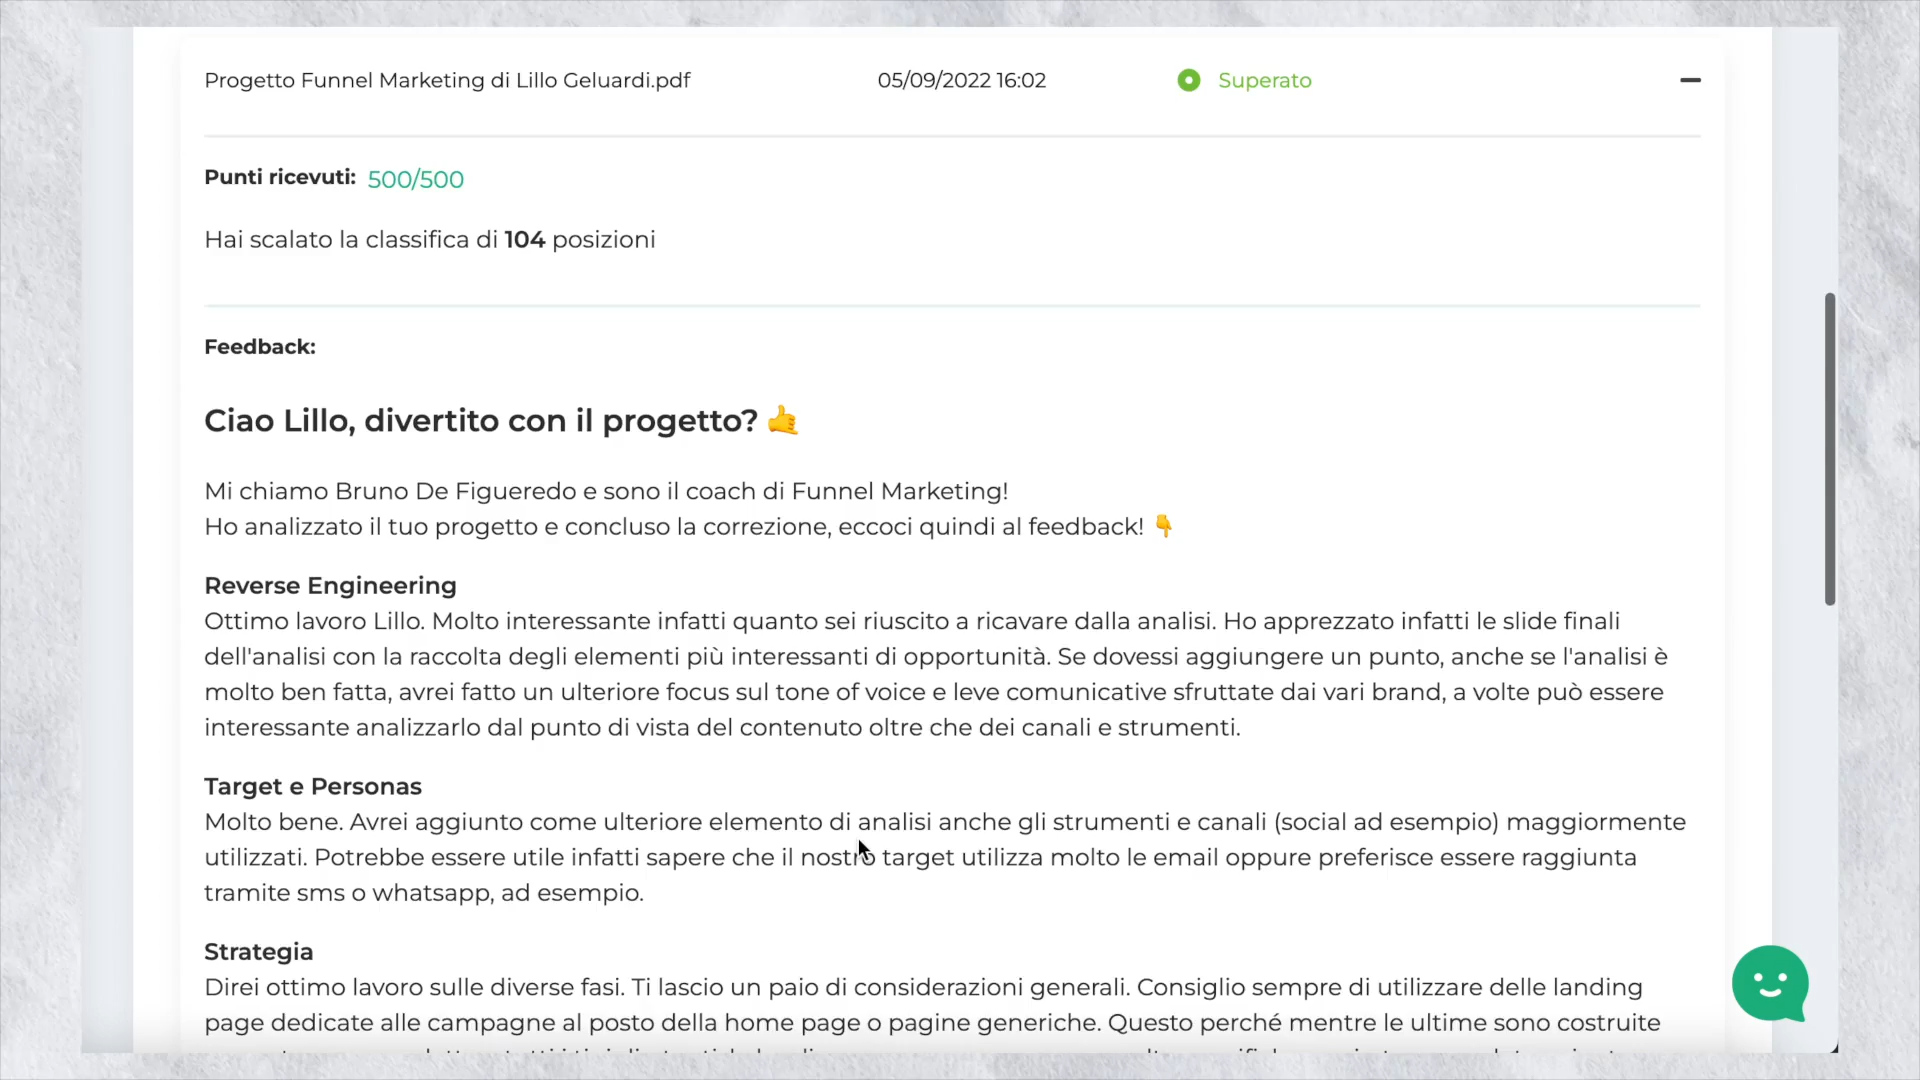 Progetto Funnel Marketing di Lillo Geluardi.pdf 05/09/2022 16:02 Superato
Punti ricevuti: 500/500
Hai scalato la classifica di 104 posizioni
Feedback:
Ciao Lillo, divertito con il progetto? 🤙
Mi chiamo Bruno De Figueredo e sono il coach di Funnel Marketing!
Ho analizzato il tuo progetto e concluso la correzione, eccoci quindi al feedback! 👇
Reverse Engineering
Ottimo lavoro Lillo. Molto interessante infatti quanto sei riuscito a ricavare dalla analisi. Ho apprezzato infatti le slide finali
dell'analisi con la raccolta degli elementi più interessanti di opportunità. Se dovessi aggiungere un punto, anche se l'analisi è
molto ben fatta, avrei fatto un ulteriore focus sul tone of voice e leve comunicative sfruttate dai vari brand, a volte può essere
interessante analizzarlo dal punto di vista del contenuto oltre che dei canali e strumenti.
Target e Personas
Molto bene. Avrei aggiunto come ulteriore elemento di analisi anche gli strumenti e canali (social ad esempio) maggiormente
utilizzati. Potrebbe essere utile infatti sapere che il nostro target utilizza molto le email oppure preferisce essere raggiunta
tramite sms o whatsapp, ad esempio.
Strategia
Direi ottimo lavoro sulle diverse fasi. Ti lascio un paio di considerazioni generali. Consiglio sempre di utilizzare delle landing
page dedicate alle campagne al posto della home page o pagine generiche. Questo perché mentre le ultime sono costruite